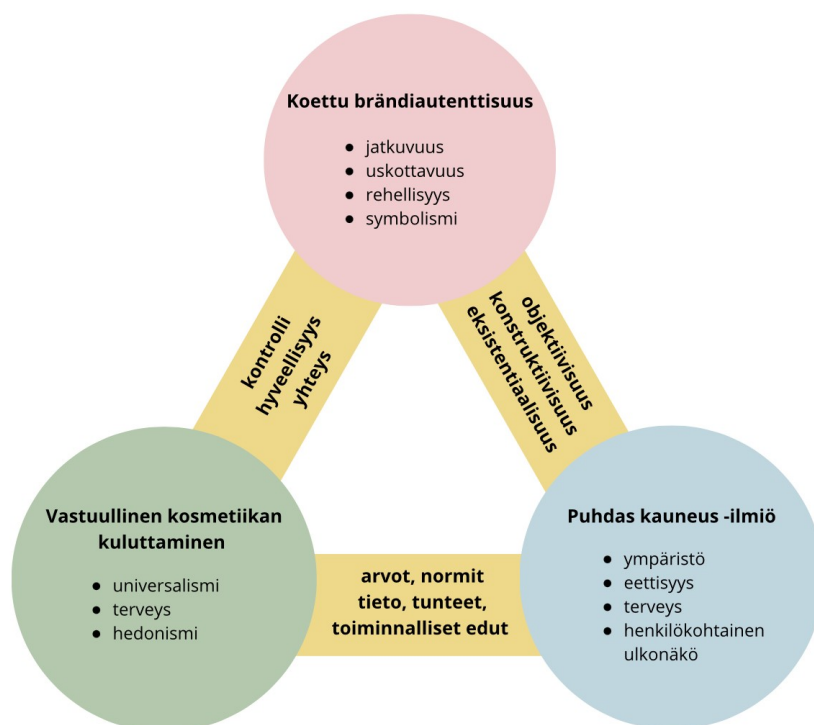 Koettu brändiautenttisuus
● jatkuvuus
● uskottavuus
● rehellisyys
● symbolismi
kontrolli
hyveellisyys
yhteys
objektiivisuus
konstruktiivisuus
eksistentiaalisuus
Vastuullinen kosmetiikan
kuluttaminen
● universalismi
● terveys
● hedonismi
arvot, normit
tieto, tunteet,
toiminnalliset edut
Puhdas kauneus -ilmiö
● ympäristö
● eettisyys
● terveys
● henkilökohtainen
ulkonäkö